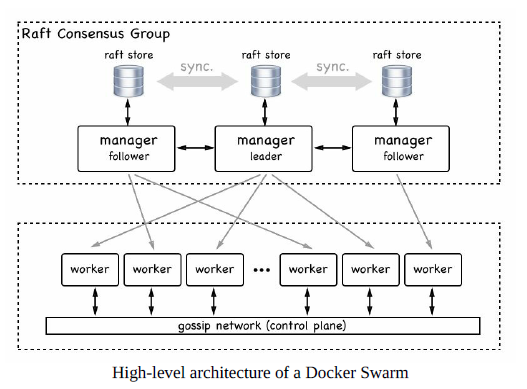 Raft Consensus Group
raft store
raft store
raft store
sync.
sync.
manager
follower
manager
leader
manager
follower
worker
worker
worker
...
worker
worker
worker
gossip network (control plane)
High-level architecture of a Docker Swarm